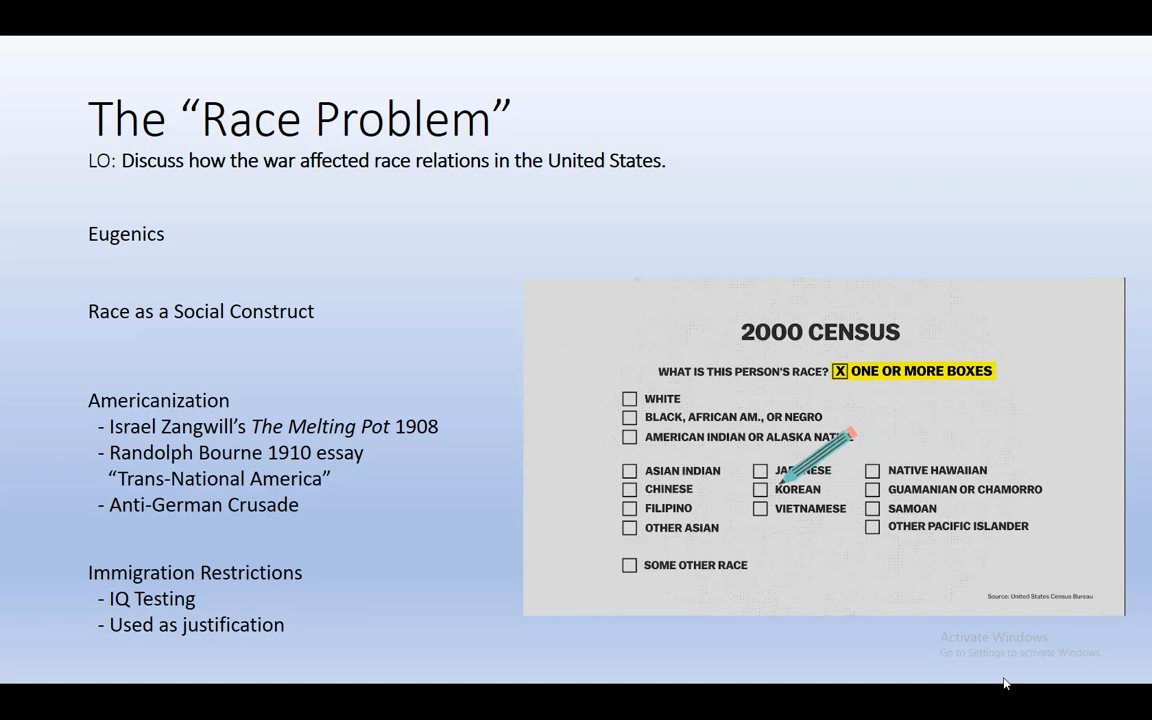 The “Race Problem”
LO: Discuss how the war affected race relations in the United States.
Eugenics
Race as a Social Construct
Americanization
- Israel Zangwill’s The Melting Pot 1908
- Randolph Bourne 1910 essay
“Trans-National America”
- Anti-German Crusade
Immigration Restrictions
- IQ Testing
- Used as justification
2000 CENSUS
WHAT IS THIS PERSON'S RACE? X ONE OR MORE BOXES
WHITE
BLACK, AFRICAN AM., OR NEGRO
AMERICAN INDIAN OR ALASKA
ASIAN INDIAN
CHINESE
FILIPINO
OTHER ASIAN
KOREAN
VIETNAMESE
NATIVE HAWAIIAN
GUAMANIAN OR CHAMORRO
SAMOAN
OTHER PACIFIC ISLANDER
SOME OTHER RACE
Source: United States Census Bureau
Activate Windows
Go to Settings to activate Windows.